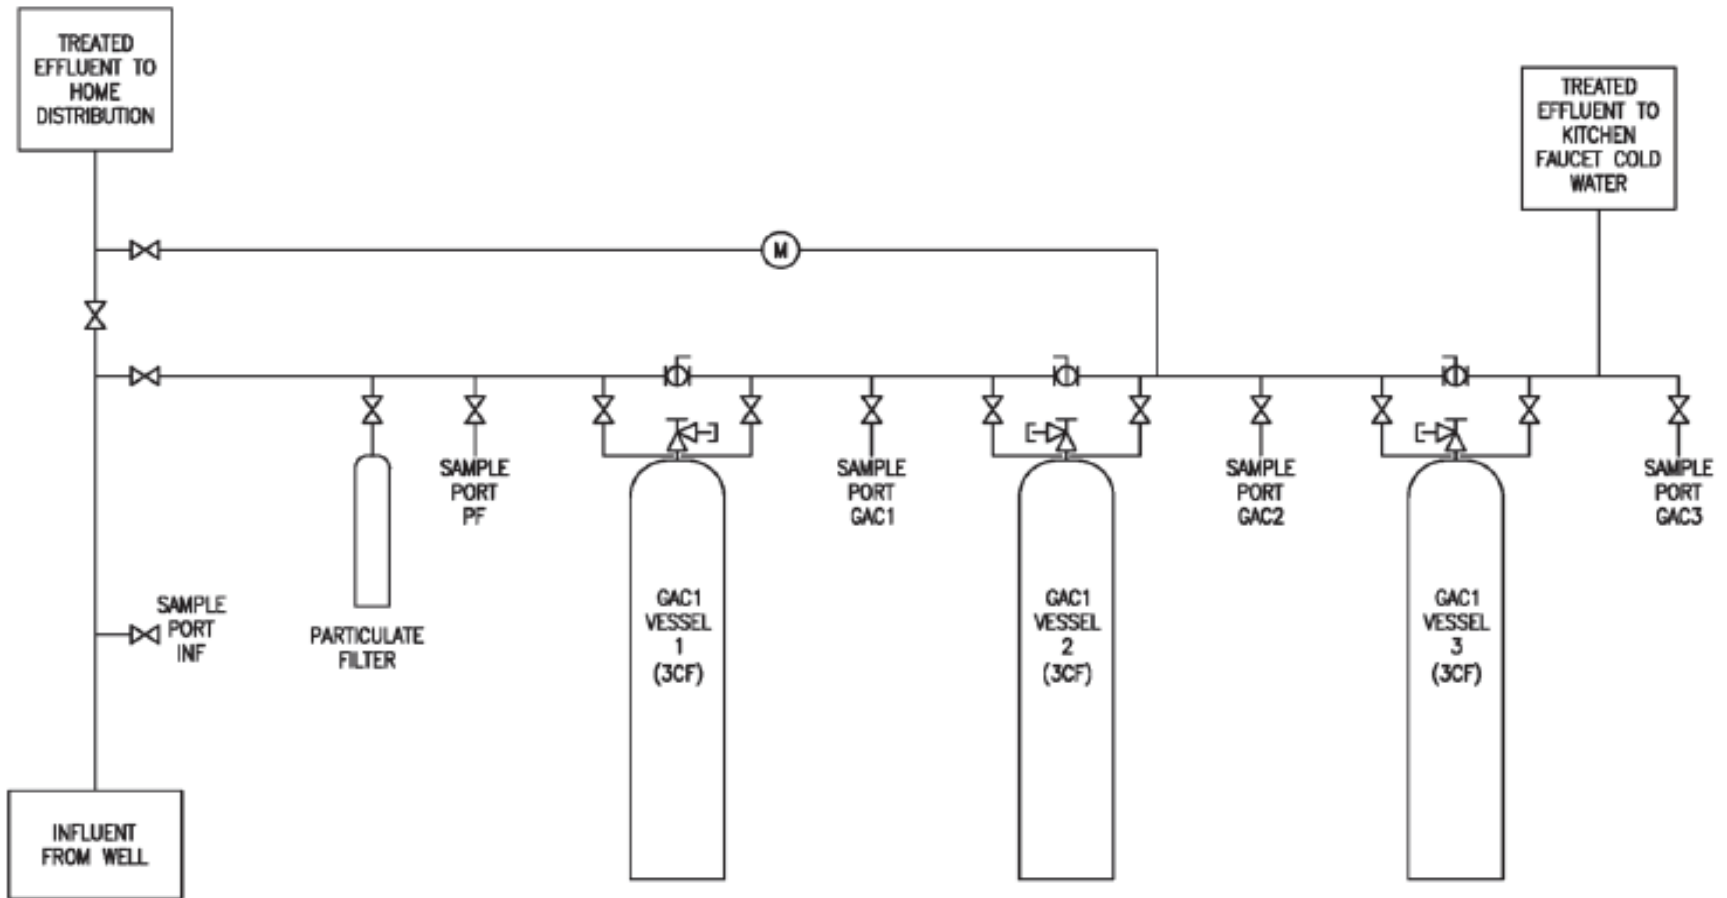 TREATED
EFFLUENT TO
HOME
DISTRIBUTION
TREATED
EFFLUENT TO
KITCHEN
FAUCET COLD
WATER
M
SAMPLE
PORT
PF
SAMPLE
PORT
GAC1
SAMPLE
PORT
GAC2
SAMPLE
PORT
GAC3
SAMPLE
PORT
INF
PARTICULATE
FILTER
GAC1
VESSEL
1
(3CF)
GAC1
VESSEL
2
(3CF)
GAC1
VESSEL
3
(3CF)
INFLUENT
FROM WELL